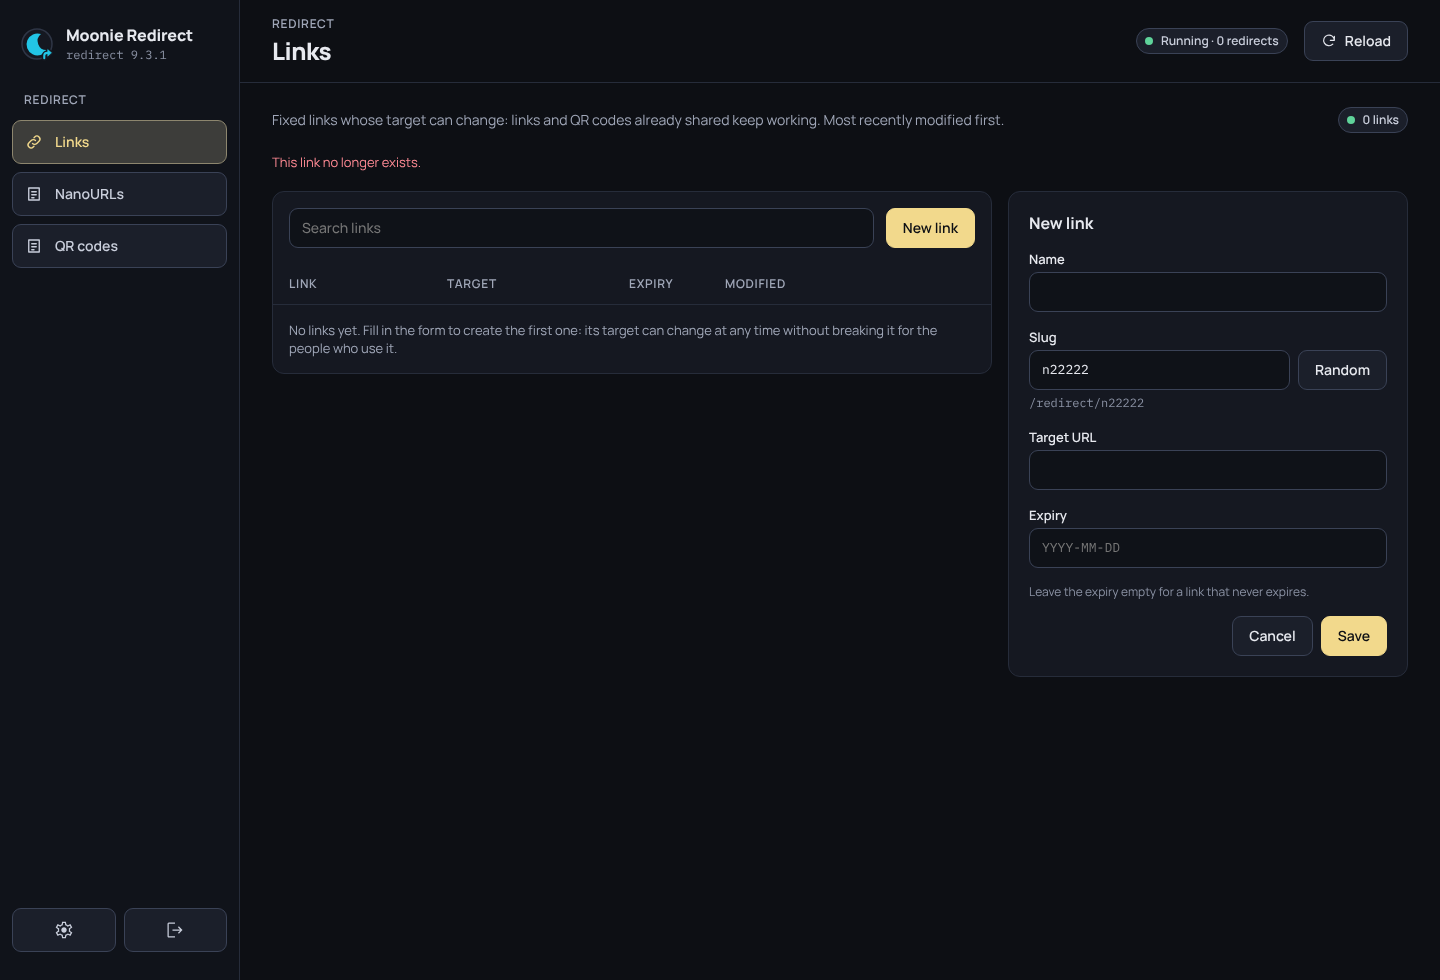 Moonie Redirect
redirect 9.3.1
REDIRECT
Links
NanoURLs
QR codes
REDIRECT
Links
Running · 0 redirects
Reload
Fixed links whose target can change: links and QR codes already shared keep working. Most recently modified first.
0 links
This link no longer exists.
Search links
New link
LINK
TARGET
EXPIRY
MODIFIED
No links yet. Fill in the form to create the first one: its target can change at any time without breaking it for the
people who use it.
New link
Name
Slug
n22222
Random
/redirect/n22222
Target URL
Expiry
YYYY-MM-DD
Leave the expiry empty for a link that never expires.
Cancel
Save